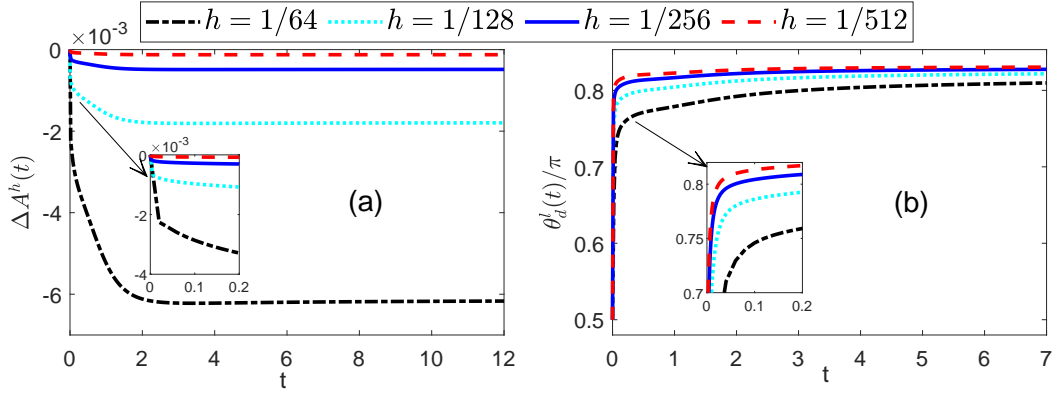 h = 1/64 h = 1/128 h = 1/256 h = 1/512
×10⁻³
0
-2
-4
-6
ΔA^h(t)
0 2 4 6 8 10 12
t
(a)
×10⁻³
0
-2
-4
0 0.1 0.2
0.8
0.7
0.6
0.5
θ_d^l(t)/π
0 1 2 3 4 5 6 7
t
(b)
0.8
0.75
0.7
0 0.1 0.2